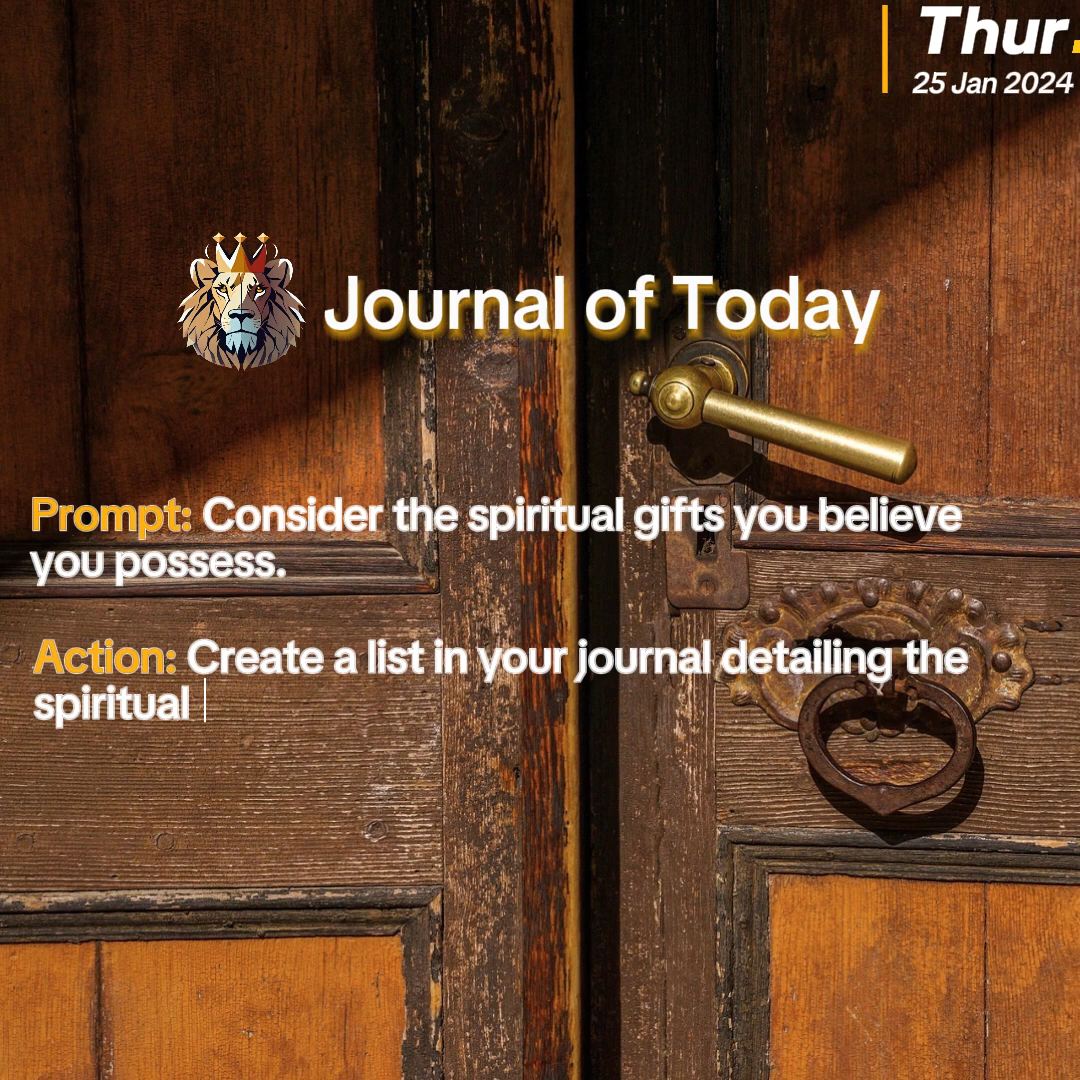 Thur.
25 Jan 2024
Journal of Today
Prompt: Consider the spiritual gifts you believe
you possess.
Action: Create a list in your journal detailing the
spiritual